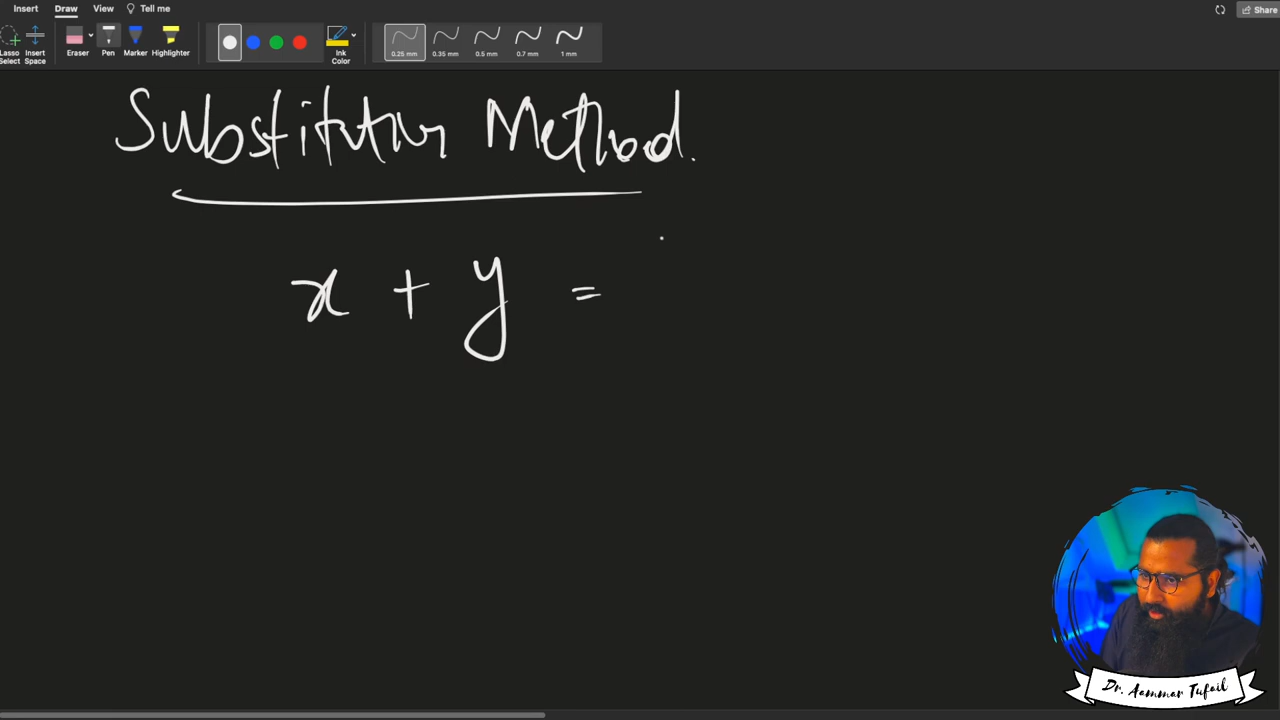 Insert Draw View Tell me Share
Lasso Select Insert Space Eraser Pen Marker Highlighter Ink Color 0.25 mm 0.35 mm 0.5 mm 0.7 mm 1 mm
Substitution Method.
x + y =
Dr. Aammar Tufail